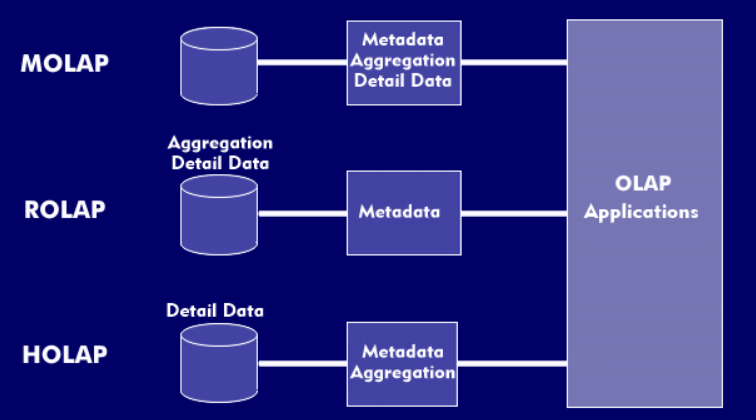 MOLAP
Metadata
Aggregation
Detail Data
Aggregation
Detail Data
ROLAP
Metadata
OLAP
Applications
Detail Data
HOLAP
Metadata
Aggregation